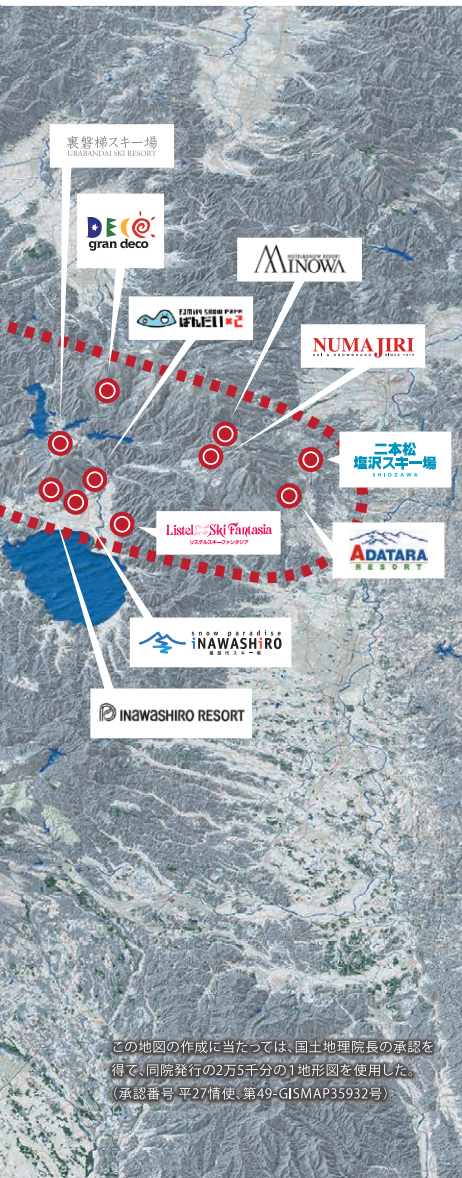 裏磐梯スキー場
URABANDAI SKI RESORT
DECO
gran deco
HOTEL&SNOW RESORT
MINOWA
FAMILY SNOW PARK
ばんだい×2
NUMAJIRI
SKI & SNOWBOARD since 1915
二本松
塩沢スキー場
SHIOZAWA
Listel Ski Fantasia
リステルスキーファンタジア
ADATARA
RESORT
snow paradise
iNAWASHiRO
猪苗代スキー場
INAWASHIRO RESORT
この地図の作成に当たっては、国土地理院長の承認を
得て、同院発行の2万5千分の1地形図を使用した。
(承認番号 平27情使、第49-GISMAP35932号)